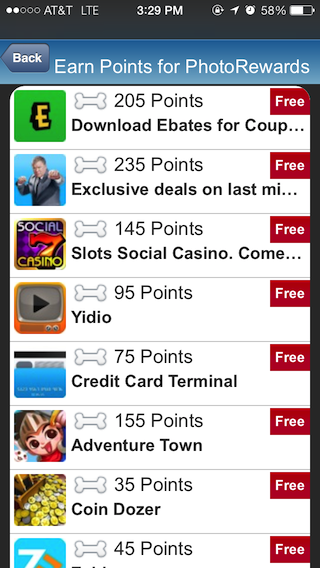 AT&T LTE 3:29 PM 58%
Back Earn Points for PhotoRewards
205 Points Free
Download Ebates for Coup...
235 Points Free
Exclusive deals on last mi...
SOCIAL 7 CASINO
145 Points Free
Slots Social Casino. Come...
95 Points Free
Yidio
75 Points Free
Credit Card Terminal
155 Points Free
Adventure Town
35 Points Free
Coin Dozer
45 Points Free